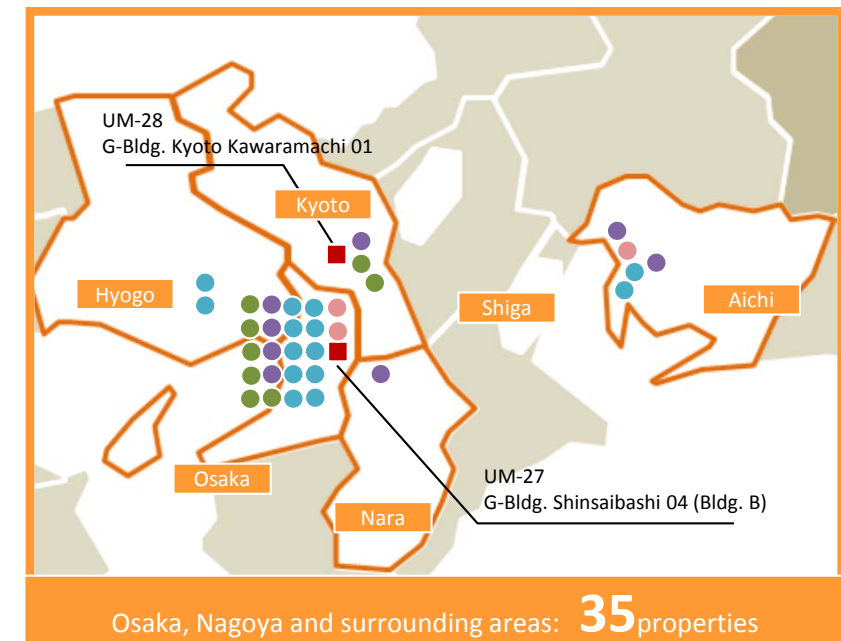 UM-28
G-Bldg. Kyoto Kawaramachi 01
Kyoto
Hyogo
Shiga
Aichi
Osaka
UM-27
G-Bldg. Shinsaibashi 04 (Bldg. B)
Nara
Osaka, Nagoya and surrounding areas: 35properties